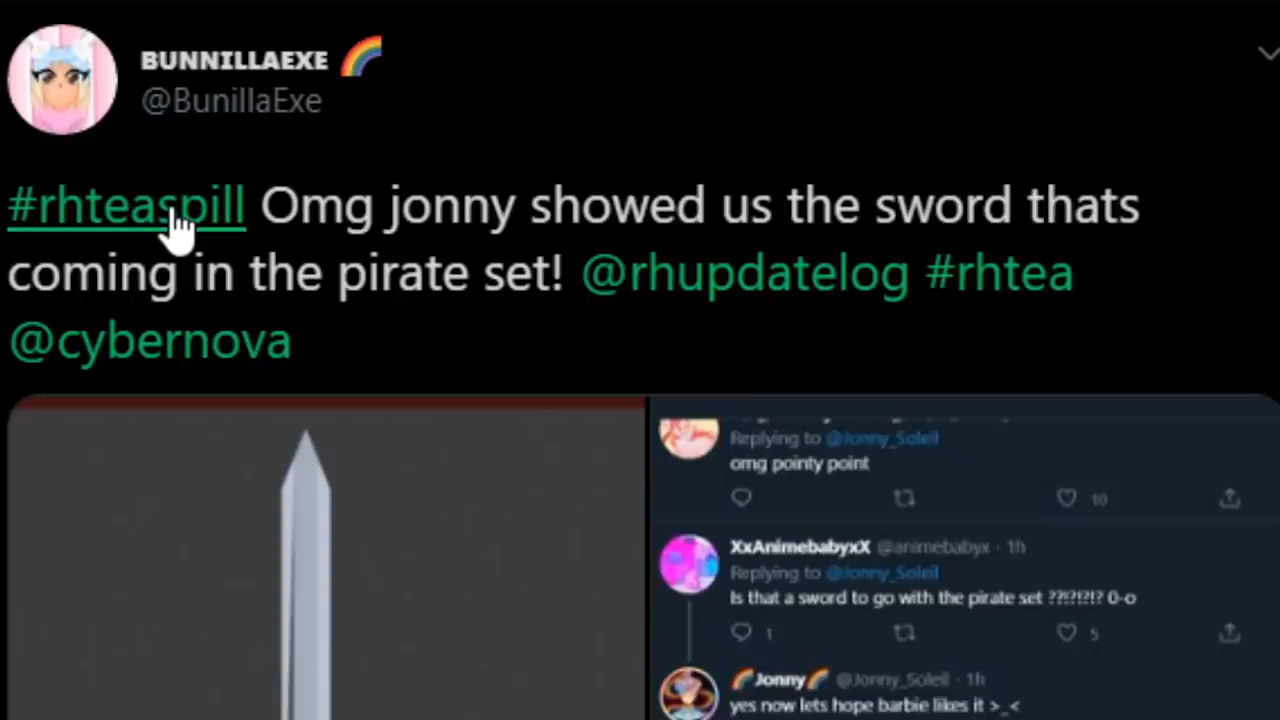 BUNNILLAEXE 🌈
@BunillaExe
#rhteaspill Omg jonny showed us the sword thats
coming in the pirate set! @rhupdatelog #rhtea
@cybernova
Replying to @Jonny_Soleil
omg pointy point
10
XxAnimebabyxX @animebabyx · 1h
Replying to @Jonny_Soleil
Is that a sword to go with the pirate set ??!?!?!? 0-o
1 5
🌈Jonny🌈 @Jonny_Soleil · 1h
yes now lets hope barbie likes it >_<